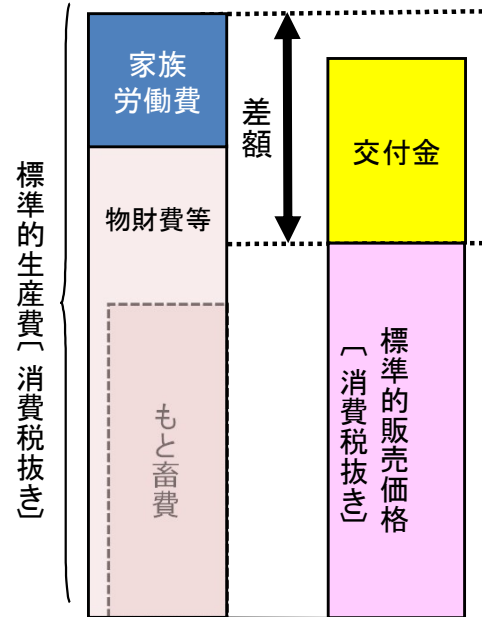 標準的生産費〔消費税抜き〕
家族
労働費
物財費等
もと畜費
差額
交付金
標準的販売価格
〔消費税抜き〕